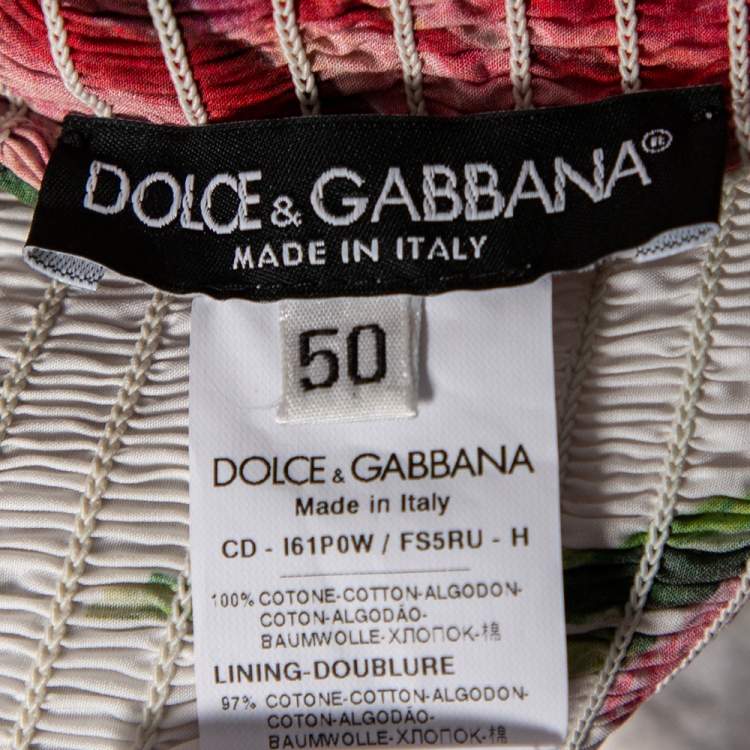 DOLCE & GABBANA®
MADE IN ITALY
50
DOLCE & GABBANA
Made in Italy
CD - I61P0W / FS5RU - H
100% COTONE-COTTON-ALGODON-
COTON-ALGODÃO-
BAUMWOLLE-ХЛОПОК-棉
LINING-DOUBLURE
97% COTONE-COTTON-ALGODON-
COTON-ALGODÃO-
BAUMWOLLE-ХЛОПОК-棉